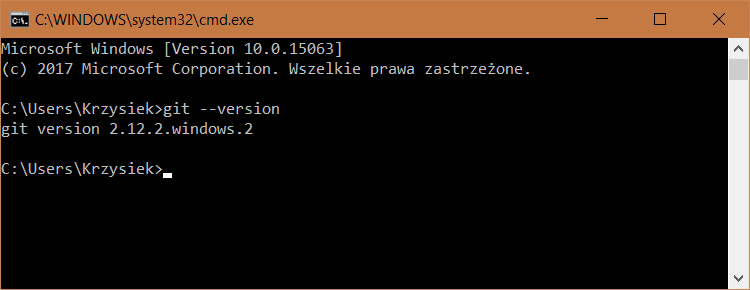 C:\WINDOWS\system32\cmd.exe
Microsoft Windows [Version 10.0.15063]
(c) 2017 Microsoft Corporation. Wszelkie prawa zastrzeżone.
C:\Users\Krzysiek>git --version
git version 2.12.2.windows.2
C:\Users\Krzysiek>